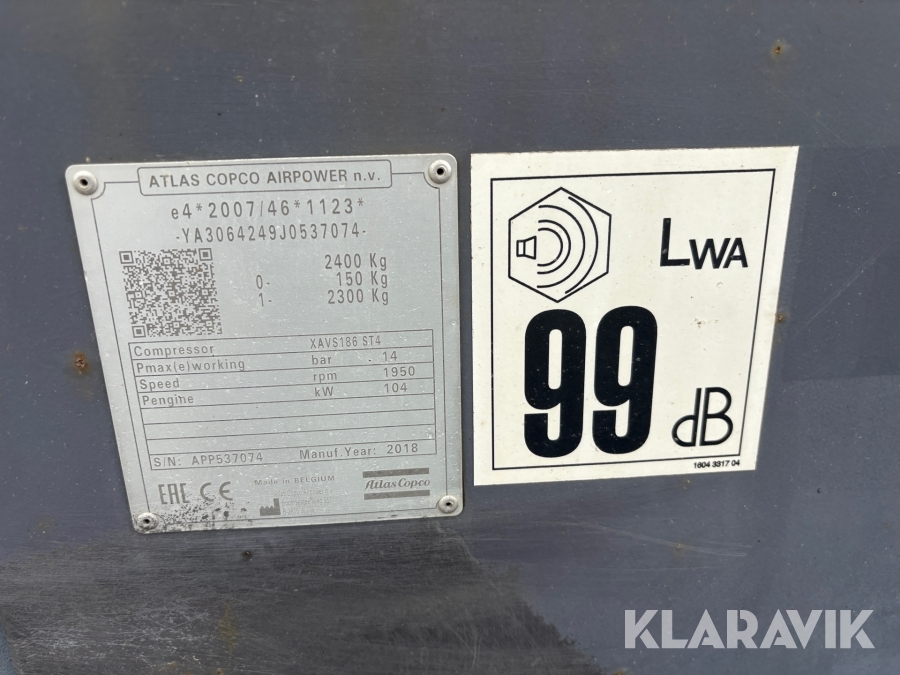 ATLAS COPCO AIRPOWER n.v.
e4*2007/46*1123*
-YA3064249J0537074-
2400 Kg
0- 150 Kg
1- 2300 Kg
Compressor XAVS186 ST4
Pmax(e)working bar 14
Speed rpm 1950
Pengine kW 104
S/N: APP537074 Manuf.Year: 2018
Made in BELGIUM
EAC CE
Atlas Copco
LWA
99 dB
1604 3317 04
KLARAVIK